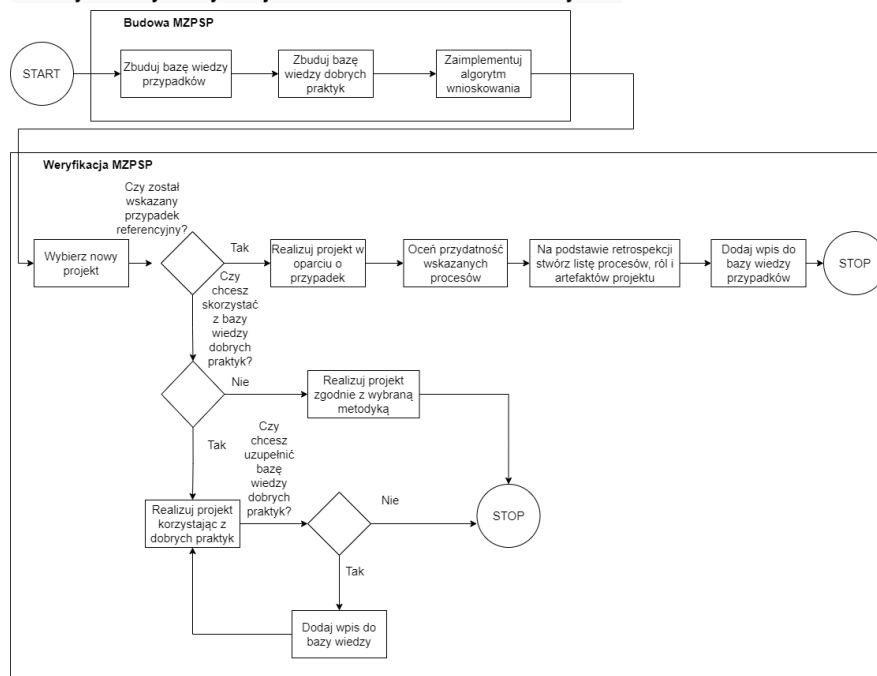 Budowa MZPSP
START
Zbuduj bazę wiedzy
przypadków
Zbuduj bazę
wiedzy dobrych
praktyk
Zaimplementuj
algorytm
wnioskowania
Weryfikacja MZPSP
Czy został
wskazany
przypadek
referencyjny?
Wybierz nowy
projekt
Tak
Realizuj projekt w
oparciu o
przypadek
Oceń przydatność
wskazanych
procesów
Na podstawie retrospekcji
stwórz listę procesów, ról i
artefaktów projektu
Dodaj wpis do
bazy wiedzy
przypadków
STOP
Czy
chcesz
skorzystać
z bazy
wiedzy
dobrych
praktyk?
Nie
Realizuj projekt
zgodnie z wybraną
metodyką
Tak
Czy
chcesz
uzupełnić
bazę
wiedzy
dobrych
praktyk?
Realizuj projekt
korzystając z
dobrych praktyk
Nie
STOP
Tak
Dodaj wpis do
bazy wiedzy